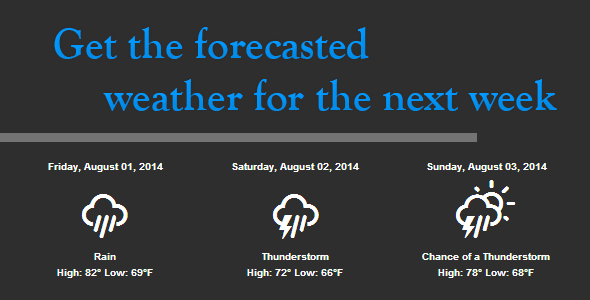 Get the forecasted
weather for the next week
Friday, August 01, 2014
Saturday, August 02, 2014
Sunday, August 03, 2014
Rain
Thunderstorm
Chance of a Thunderstorm
High: 82° Low: 69°F
High: 72° Low: 66°F
High: 78° Low: 68°F